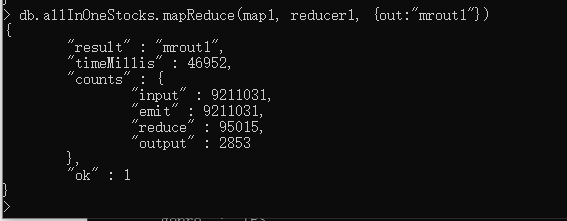 > db.allInOneStocks.mapReduce(map1, reducer1, {out:"mrout1"})
{
"result" : "mrout1",
"timeMillis" : 46952,
"counts" : {
"input" : 9211031,
"emit" : 9211031,
"reduce" : 95015,
"output" : 2853
},
"ok" : 1
}
>